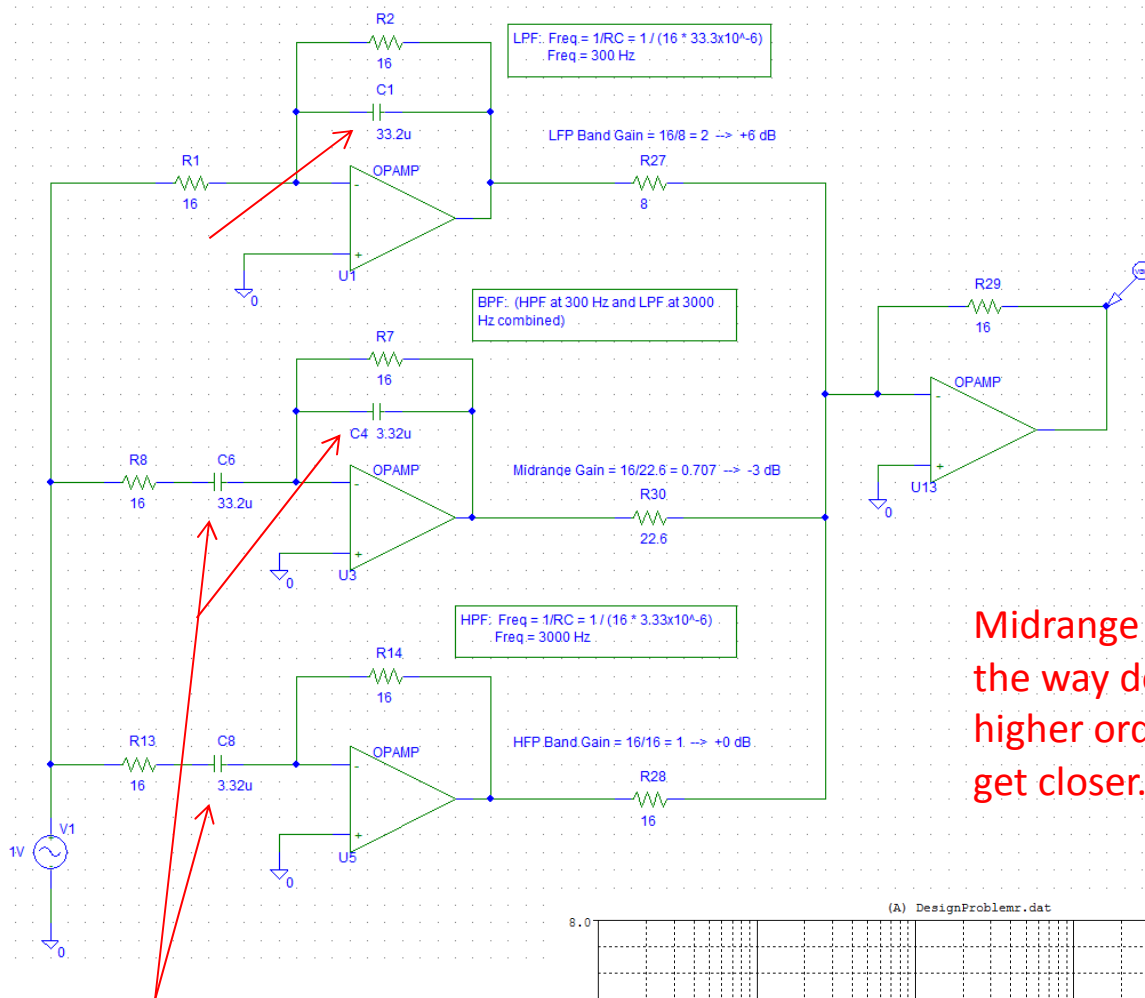 R2
16
C1
33.2u
LPF: Freq = 1/RC = 1 / (16 * 33.3x10^-6)
Freq = 300 Hz
LFP Band Gain = 16/8 = 2 --> +6 dB
R1
16
OPAMP
-
+
U1
0
R27
8
BPF: (HPF at 300 Hz and LPF at 3000
Hz combined)
R29
16
OPAMP
-
+
U13
0
R7
16
C4 3.32u
R8
16
C6
33.2u
OPAMP
-
+
U3
0
Midrange Gain = 16/22.6 = 0.707 --> -3 dB
R30
22.6
HPF: Freq = 1/RC = 1 / (16 * 3.33x10^-6)
Freq = 3000 Hz
R14
16
R13
16
C8
3.32u
OPAMP
-
+
U5
0
HFP Band Gain = 16/16 = 1 --> +0 dB
R28
16
V1
1V
+
-
0
Midrange
the way
higher
get closer.
(A) DesignProblemr.dat
8.0